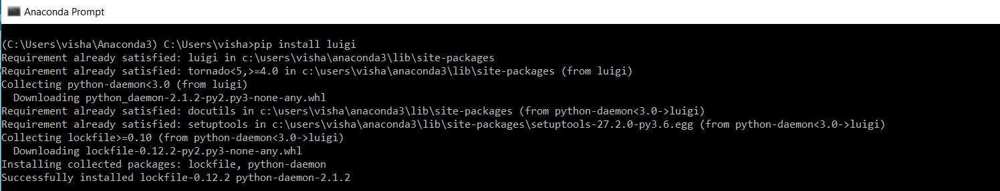 Anaconda Prompt
(C:\Users\visha\Anaconda3) C:\Users\visha>pip install luigi
Requirement already satisfied: luigi in c:\users\visha\anaconda3\lib\site-packages
Requirement already satisfied: tornado<5,>=4.0 in c:\users\visha\anaconda3\lib\site-packages (from luigi)
Collecting python-daemon<3.0 (from luigi)
  Downloading python_daemon-2.1.2-py2.py3-none-any.whl
Requirement already satisfied: docutils in c:\users\visha\anaconda3\lib\site-packages (from python-daemon<3.0->luigi)
Requirement already satisfied: setuptools in c:\users\visha\anaconda3\lib\site-packages\setuptools-27.2.0-py3.6.egg (from python-daemon<3.0->luigi)
Collecting lockfile>=0.10 (from python-daemon<3.0->luigi)
  Downloading lockfile-0.12.2-py2.py3-none-any.whl
Installing collected packages: lockfile, python-daemon
Successfully installed lockfile-0.12.2 python-daemon-2.1.2